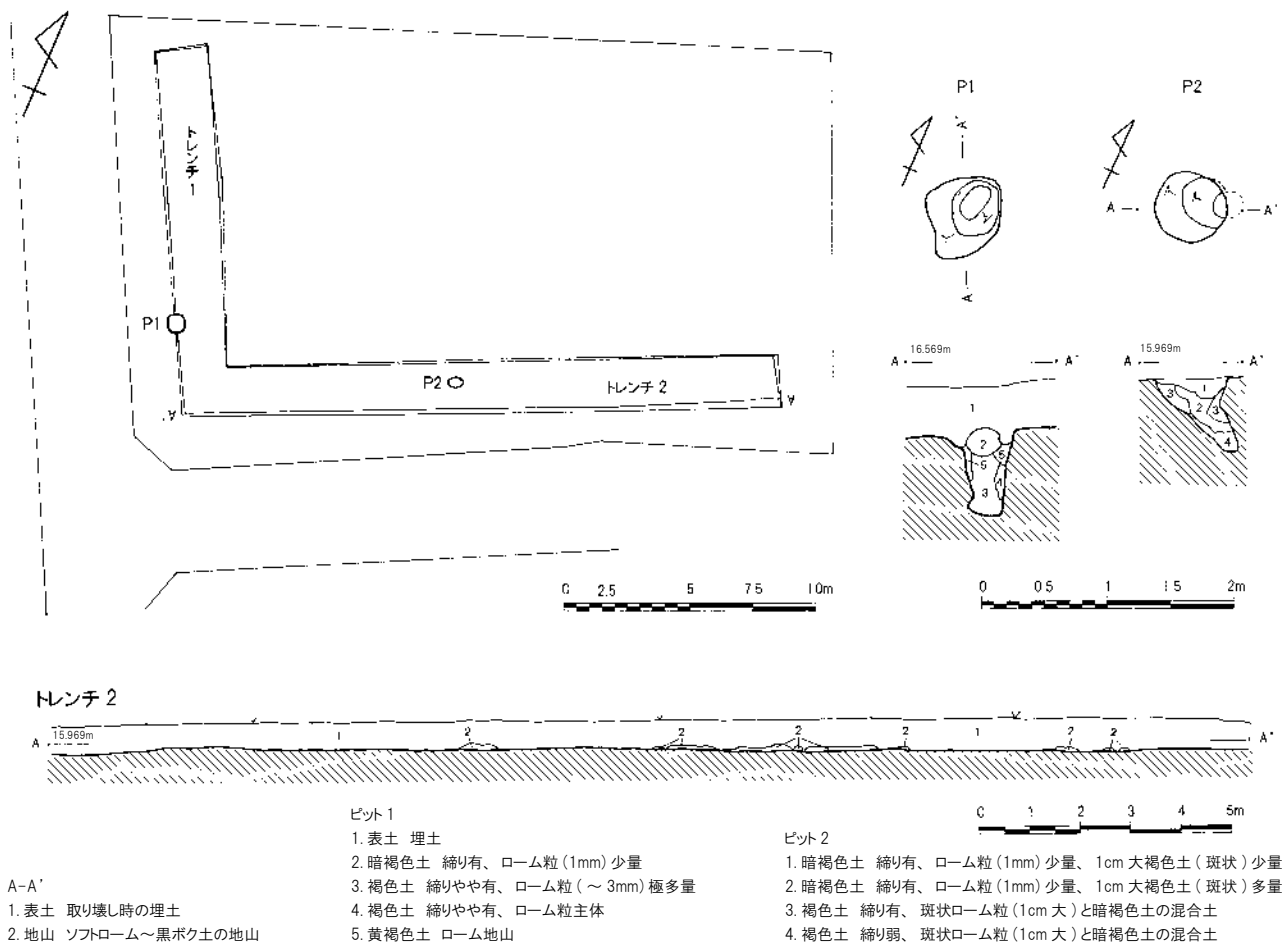 トレンチ 1
P1
P2
トレンチ 2
A'
A
0 2.5 5 7.5 10m
P1
A'
A
P2
A
A'
16.569m
A
A'
1
2
5
6
3
4
15.969m
A
A'
1
3
2
3
4
0 0.5 1 1.5 2m
トレンチ 2
A
15.969m
1
2
2
2
2
1
2
2
A'
0 1 2 3 4 5m
A-A'
1. 表土 取り壊し時の埋土
2. 地山 ソフトローム～黒ボク土の地山
ピット 1
1. 表土 埋土
2. 暗褐色土 締り有、ローム粒 (1mm) 少量
3. 褐色土 締りやや有、ローム粒 ( ～ 3mm) 極多量
4. 褐色土 締りやや有、ローム粒主体
5. 黄褐色土 ローム地山
ピット 2
1. 暗褐色土 締り有、ローム粒 (1mm) 少量、1cm 大褐色土 ( 斑状 ) 少量
2. 暗褐色土 締り有、ローム粒 (1mm) 少量、1cm 大褐色土 ( 斑状 ) 多量
3. 褐色土 締り有、斑状ローム粒 (1cm 大 ) と暗褐色土の混合土
4. 褐色土 締り弱、斑状ローム粒 (1cm 大 ) と暗褐色土の混合土